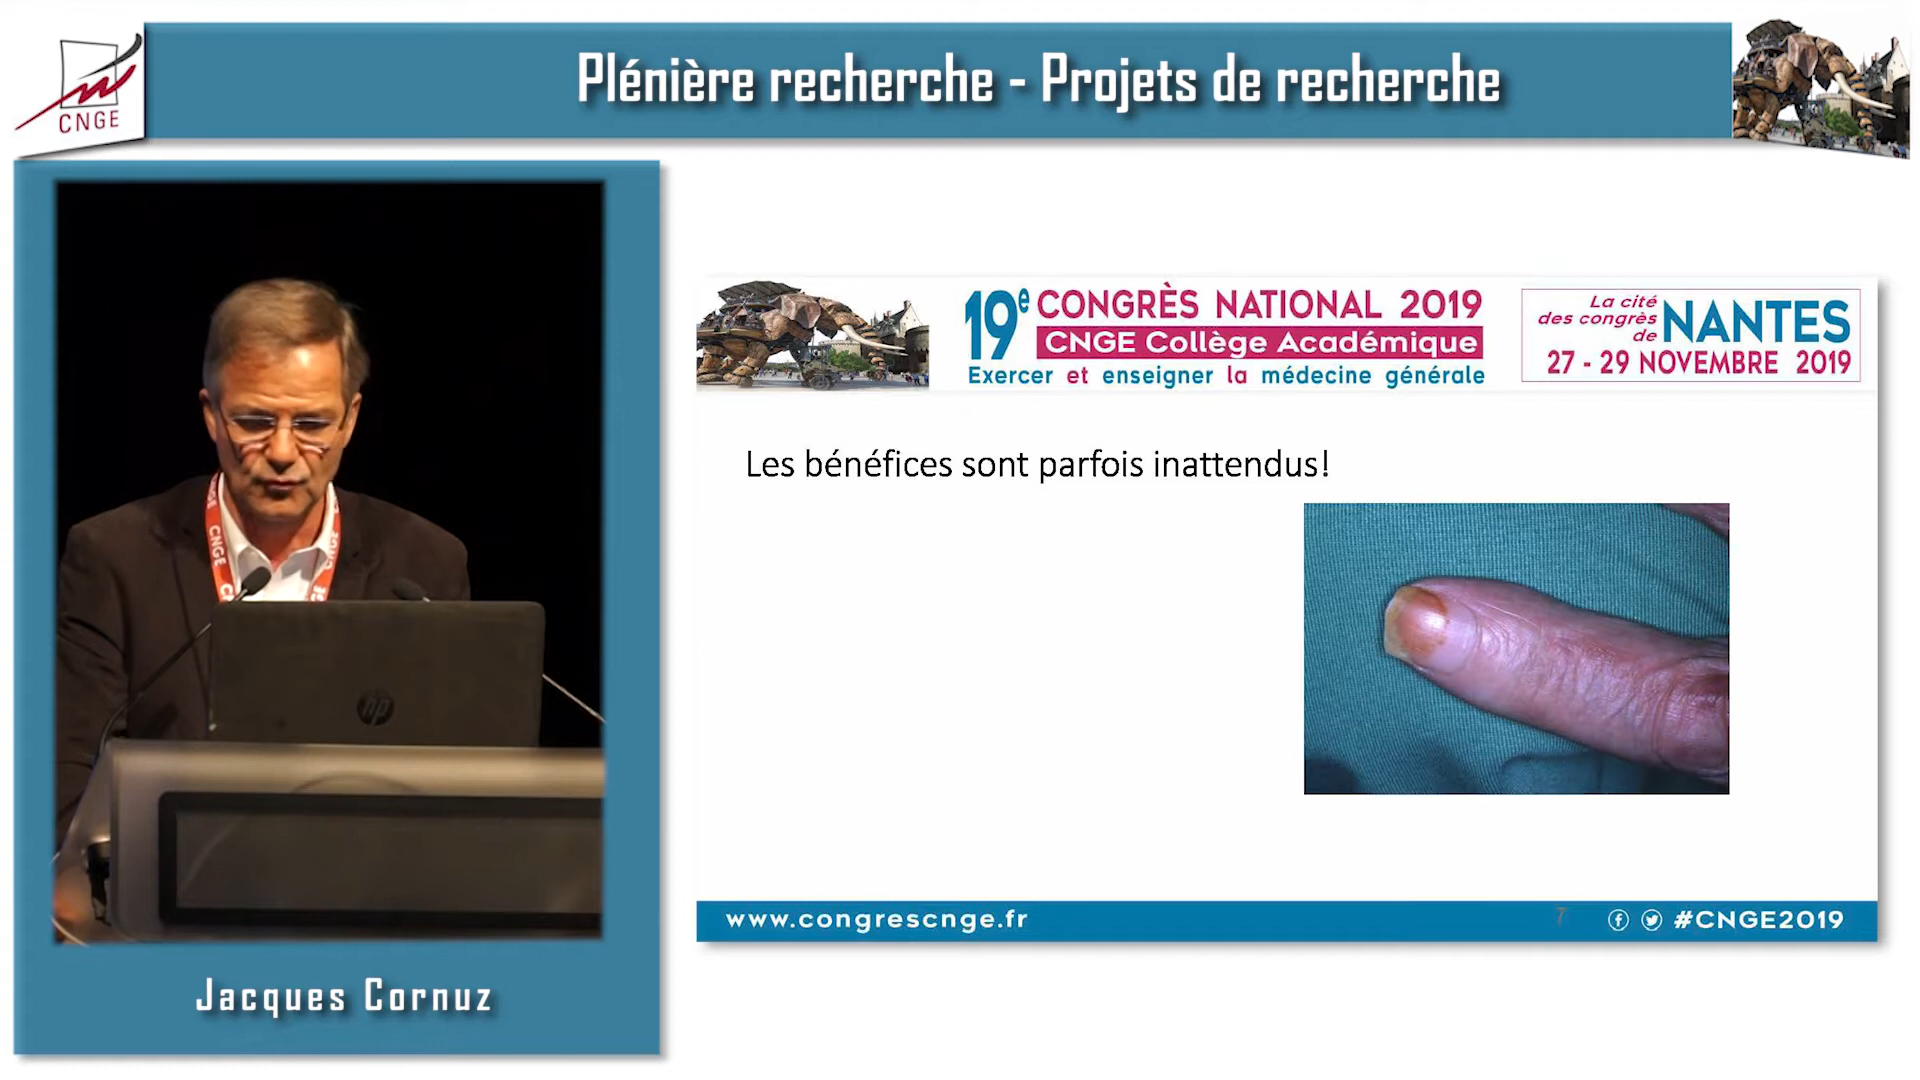 CNGE
Plénière recherche - Projets de recherche
CNGE
hp
Jacques Cornuz
19e CONGRÈS NATIONAL 2019
CNGE Collège Académique
Exercer et enseigner la médecine générale
La cité
des congrès
de
NANTES
27 - 29 NOVEMBRE 2019
Les bénéfices sont parfois inattendus!
www.congrescnge.fr
7
#CNGE2019